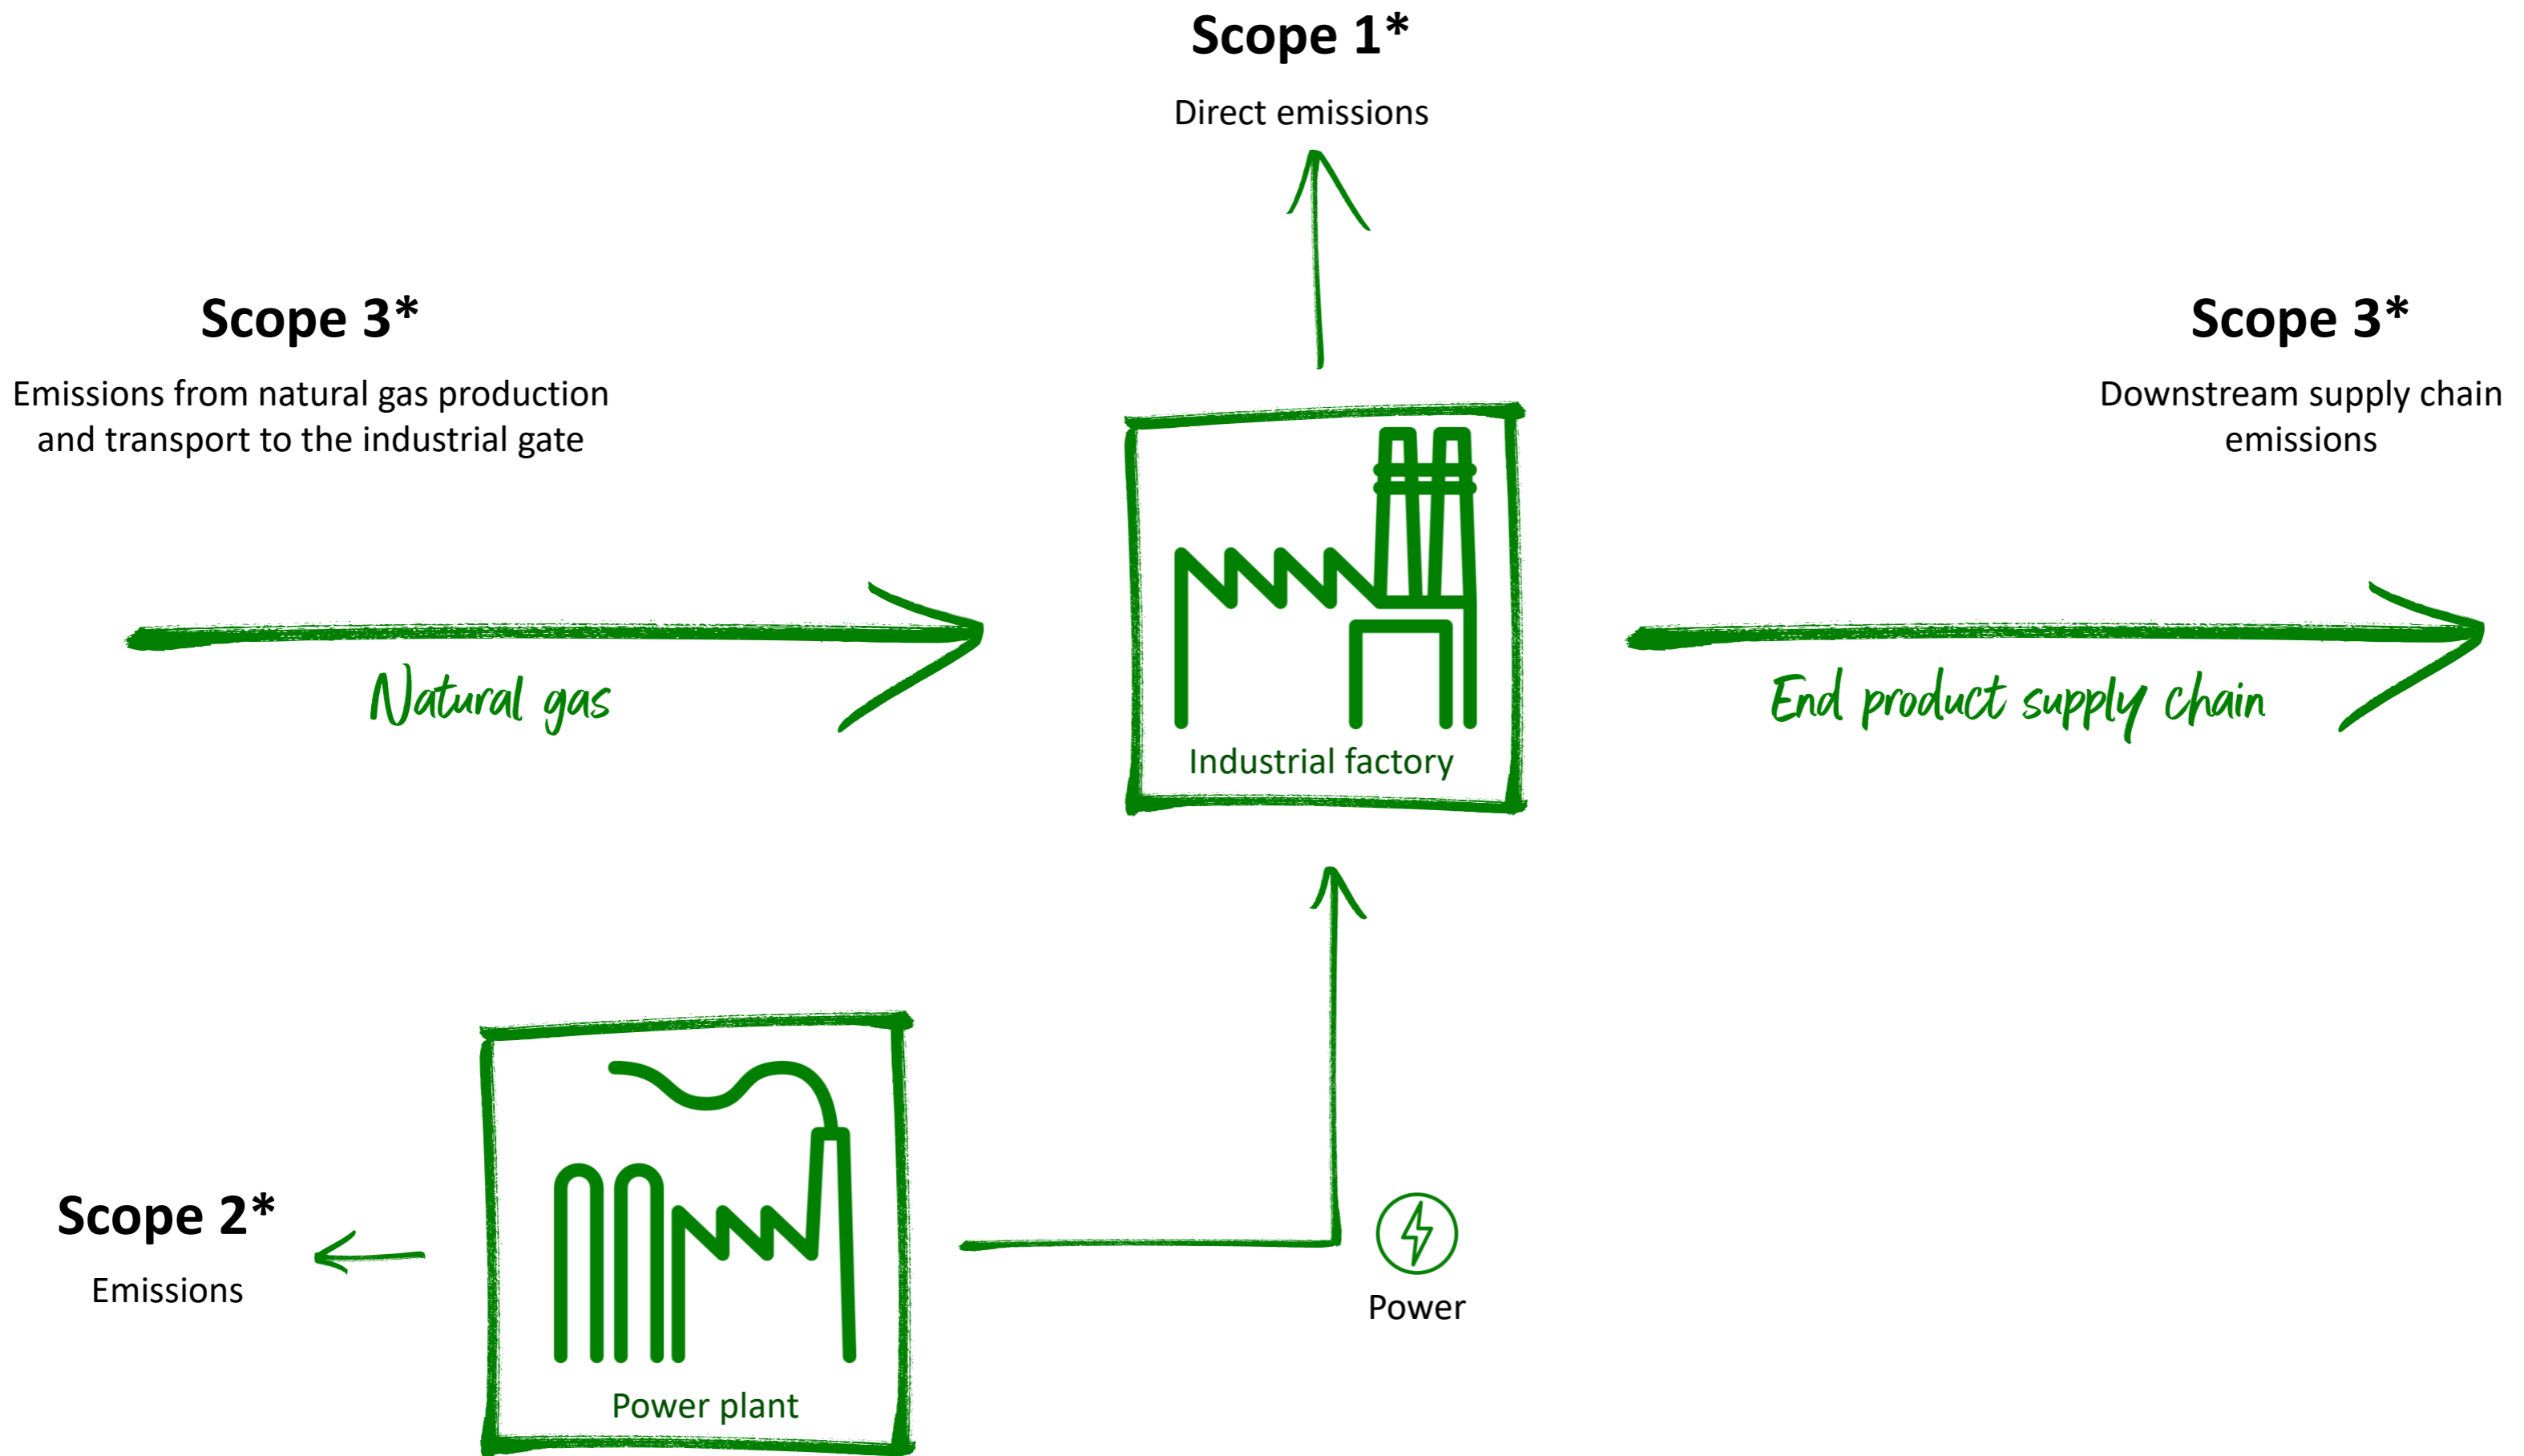 Scope 1*
Direct emissions
Scope 3*
Emissions from natural gas production
and transport to the industrial gate
Scope 3*
Downstream supply chain
emissions
Natural gas
Industrial factory
End product supply chain
Scope 2*
Emissions
Power plant
Power